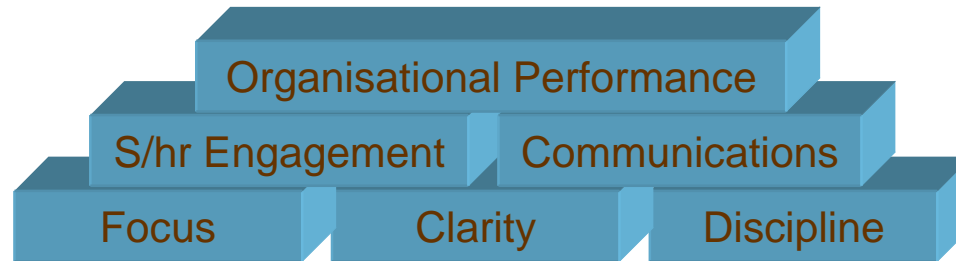 Organisational Performance
S/hr Engagement Communications
Focus Clarity Discipline